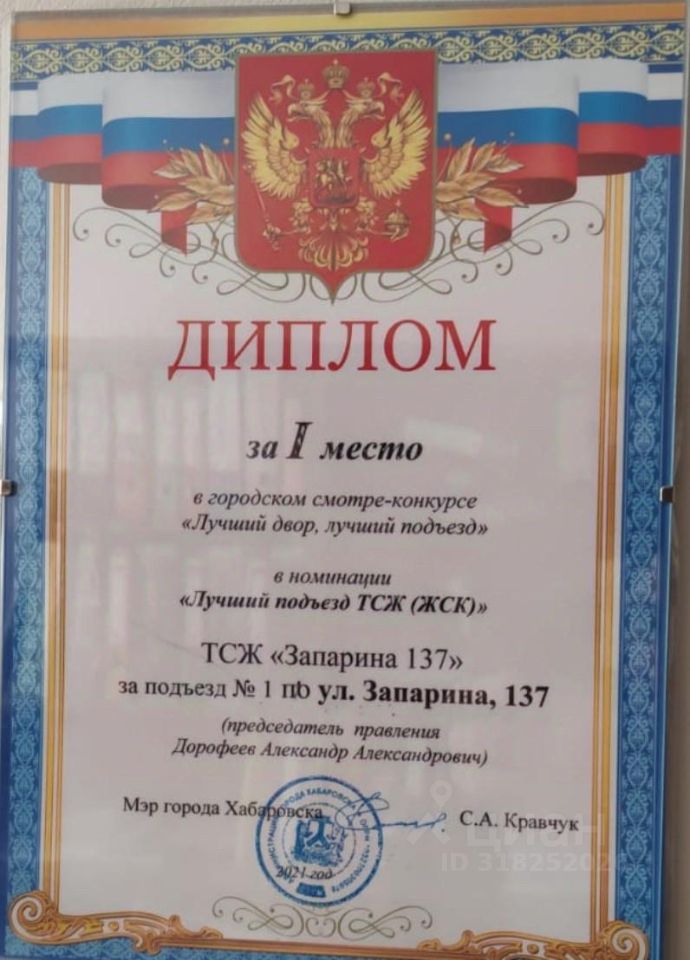 ДИПЛОМ
за I место
в городском смотре-конкурсе
«Лучший двор, лучший подъезд»
в номинации
«Лучший подъезд ТСЖ (ЖСК)»
ТСЖ «Запарина 137»
за подъезд № 1 по ул. Запарина, 137
(председатель правления
Дорофеев Александр Александрович)
Мэр города Хабаровска
С.А. Кравчук
2021 год
циан
ID 3182520